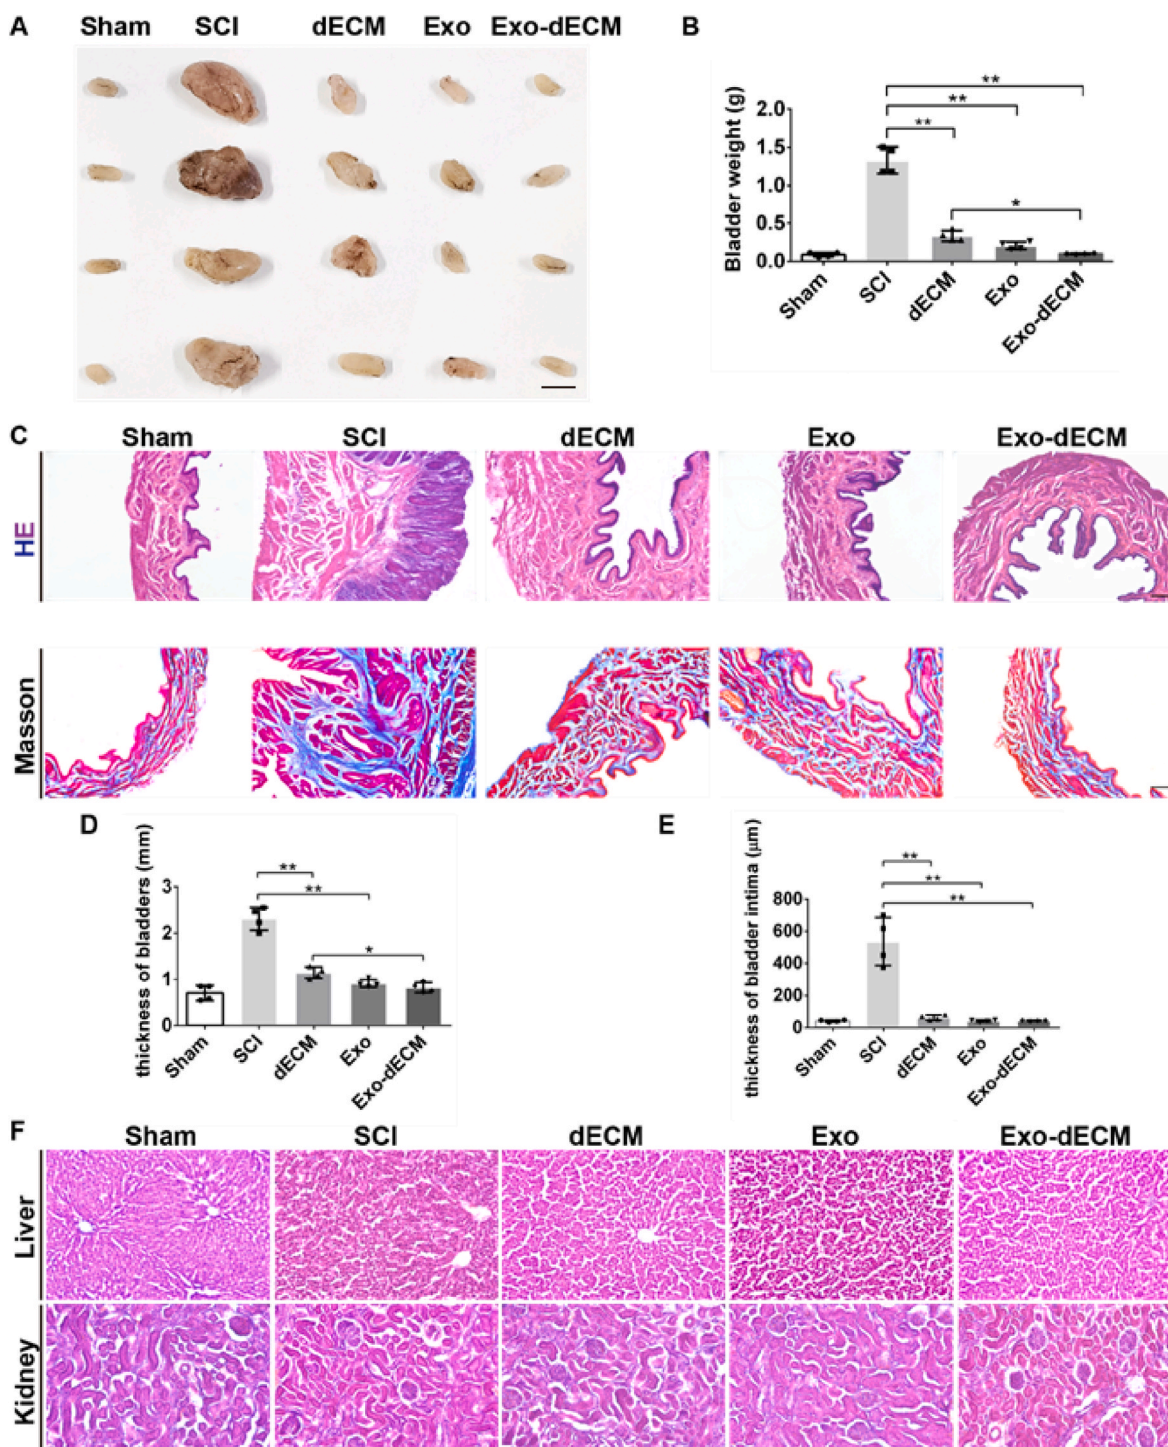 A
Sham SCI dECM Exo Exo-dECM
B
Bladder weight (g)
2.0
1.5
1.0
0.5
0.0
**
**
**
*
Sham
SCI
dECM
Exo
Exo-dECM
C
Sham SCI dECM Exo Exo-dECM
HE
Masson
D
thickness of bladders (mm)
3
2
1
0
**
**
*
Sham
SCI
dECM
Exo
Exo-dECM
E
thickness of bladder intima (μm)
800
600
400
200
0
**
**
**
Sham
SCI
dECM
Exo
Exo-dECM
F
Sham SCI dECM Exo Exo-dECM
Liver
Kidney